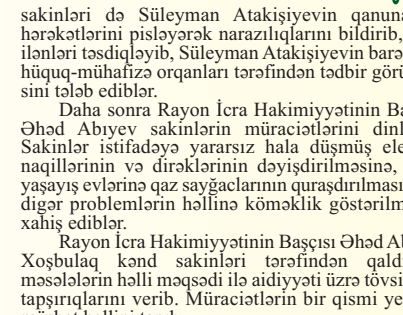 sakinləri də Süleyman Atakişiyevin qanuna
hərəkətlərini pisləyərək narazılıqlarını bildirib,
ilənləri təsdiqləyib, Süleyman Atakişiyevin barə
hüquq-mühafizə orqanları tərəfindən tədbir görü
sini tələb ediblər.
Daha sonra Rayon İcra Hakimiyyətinin Ba
Əhəd Abıyev sakinlərin müraciətlərini dinl
Sakinlər istifadəyə yararsız hala düşmüş ele
naqillərinin və dirəklərinin dəyişdirilməsinə,
yaşayış evlərinə qaz sayğaclarının quraşdırılması
digər problemlərin həllinə köməklik göstərilm
xahiş ediblər.
Rayon İcra Hakimiyyətinin Başçısı Əhəd Ab
Xoşbulaq kənd sakinləri tərəfindən qald
məsələlərin həlli məqsədi ilə aidiyyəti üzrə tövsi
tapşırıqlarını verib. Müraciətlərin bir qismi ye